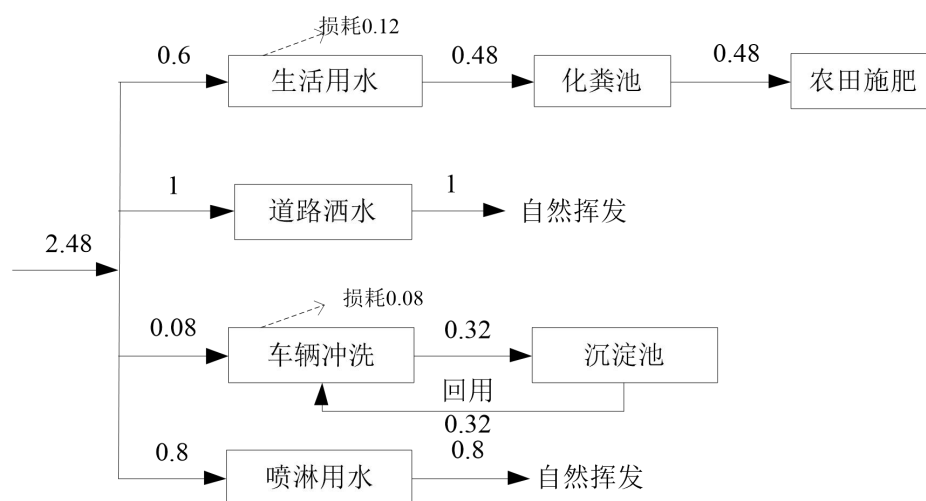 损耗0.12
0.6
生活用水
0.48
化粪池
0.48
农田施肥
1
道路洒水
1
自然挥发
2.48
损耗0.08
0.08
车辆冲洗
0.32
沉淀池
回用
0.32
0.8
喷淋用水
0.8
自然挥发